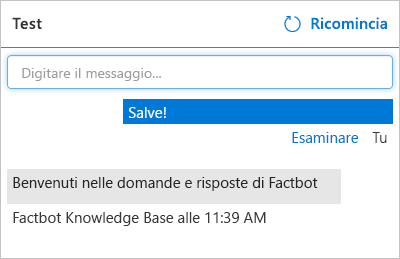 Test
Ricomincia
Digitare il messaggio...
Salve!
Esaminare Tu
Benvenuti nelle domande e risposte di Factbot
Factbot Knowledge Base alle 11:39 AM